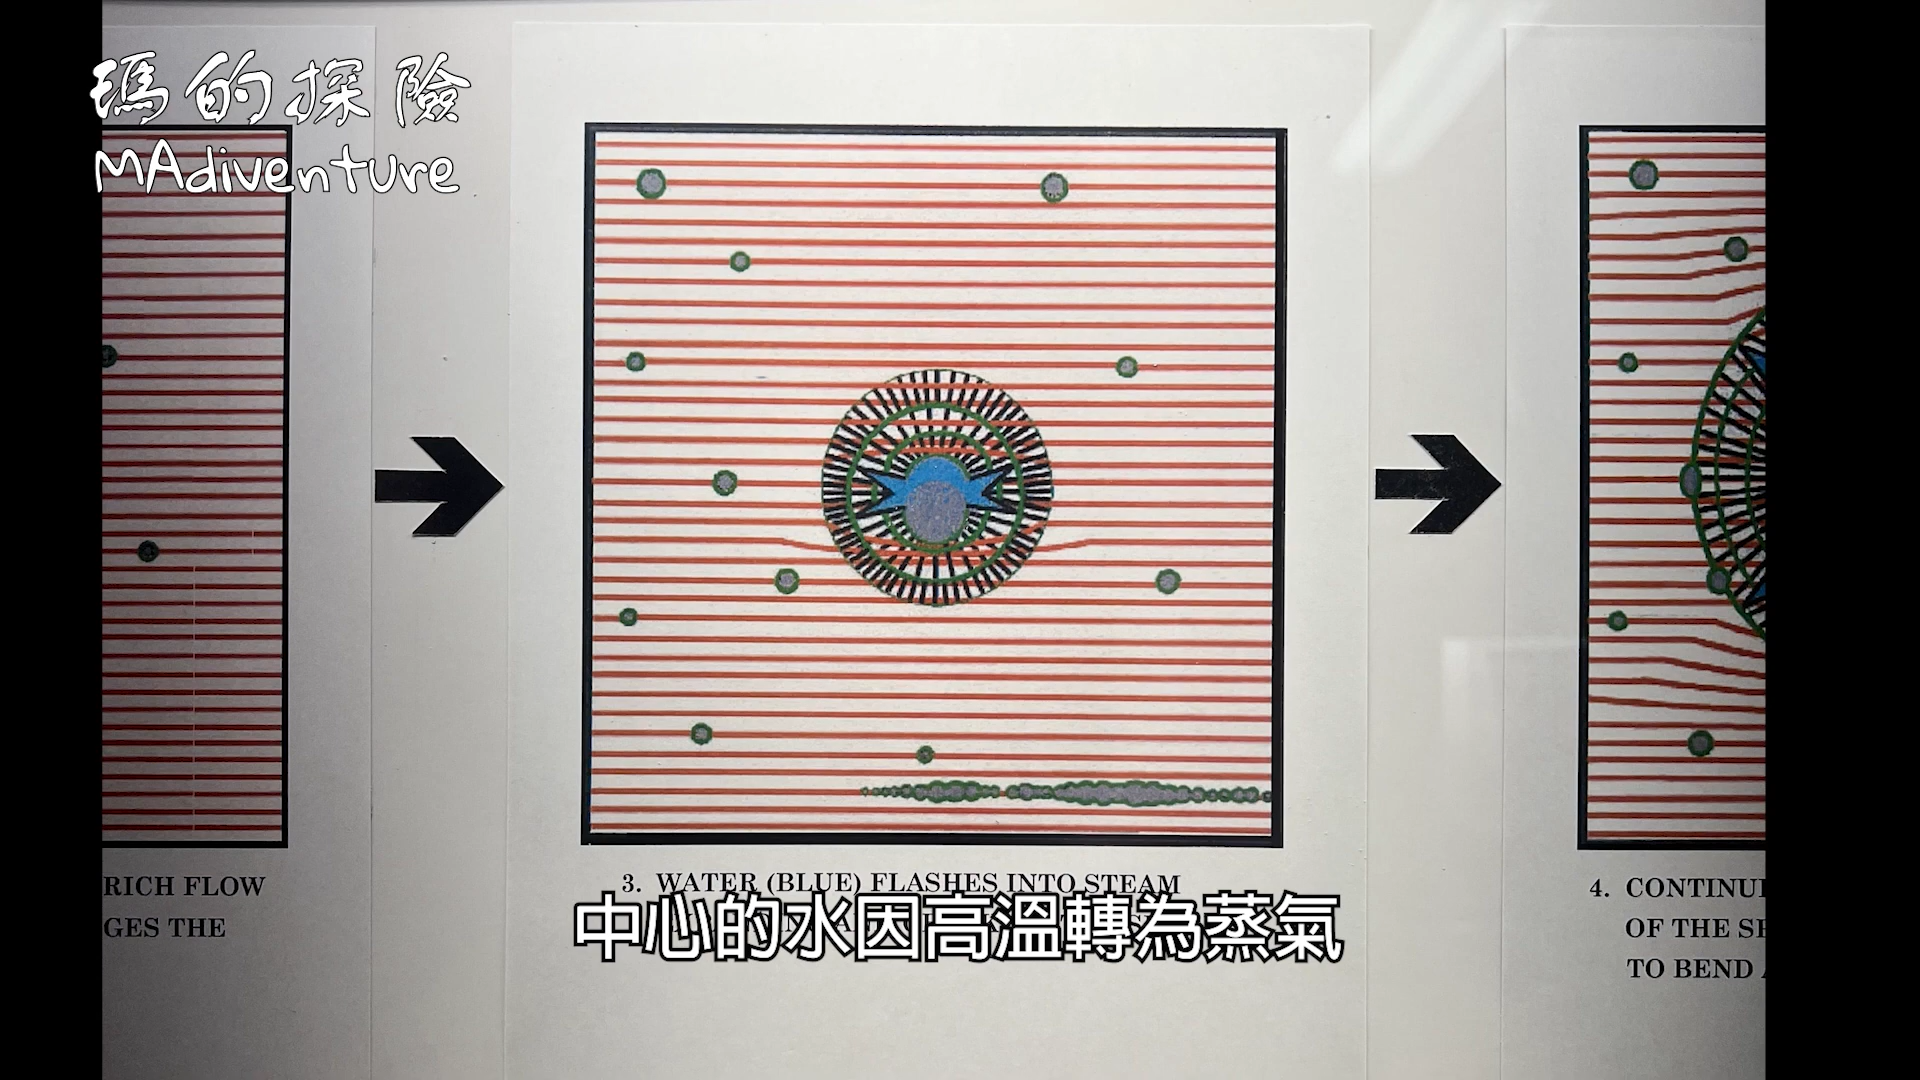 瑪的探險
MAdiventure
RICH FLOW
GES THE
3. WATER (BLUE) FLASHES INTO STEAM
中心的水因高溫轉為蒸氣
4. CONTINU
OF THE
TO BEND